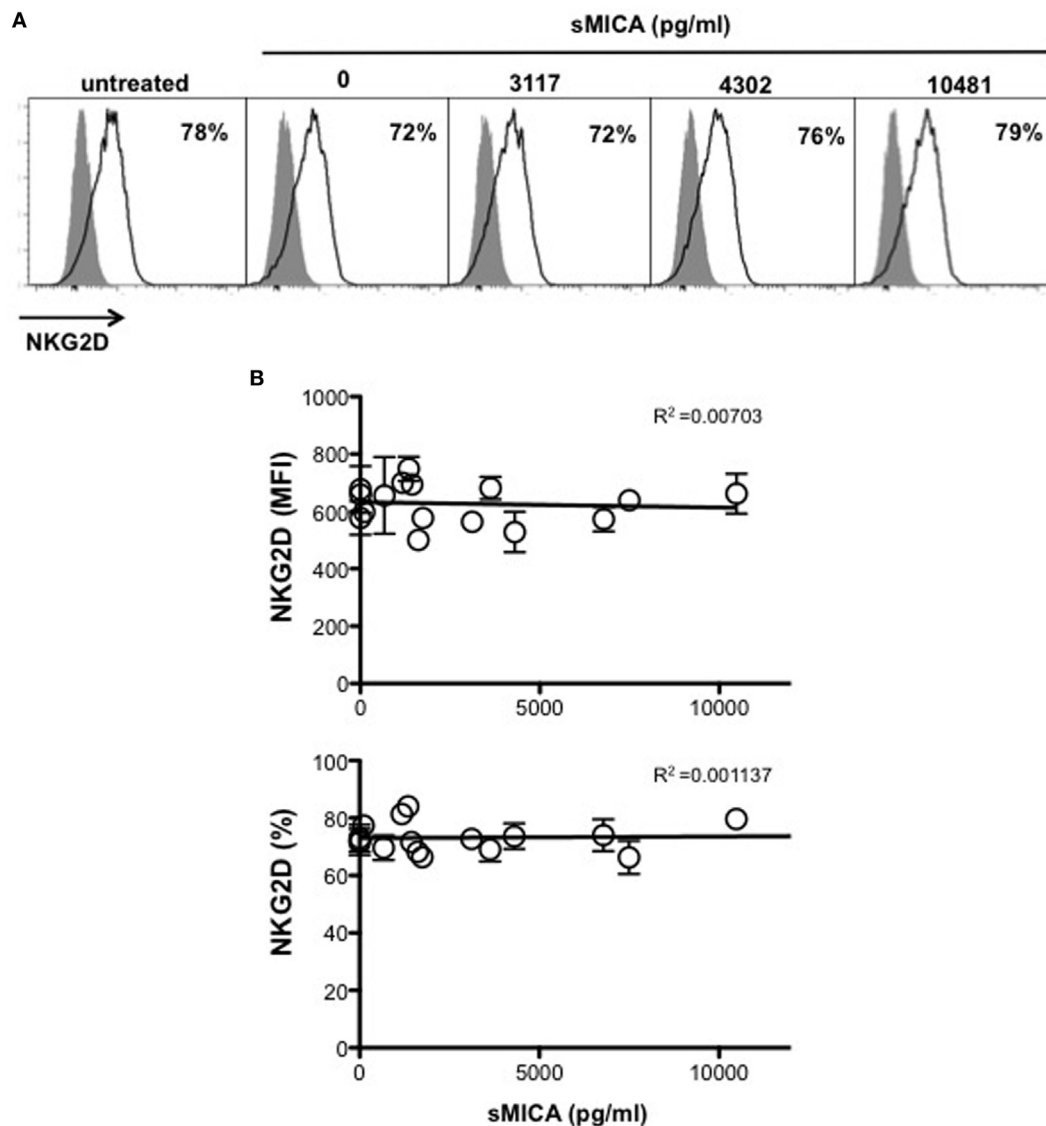 A
sMICA (pg/ml)
untreated 0 3117 4302 10481
78% 72% 72% 76% 79%
NKG2D
B
R² =0.00703
NKG2D (MFI)
1000
800
600
400
200
0
0 5000 10000
R² =0.001137
NKG2D (%)
100
80
60
40
20
0
0 5000 10000
sMICA (pg/ml)